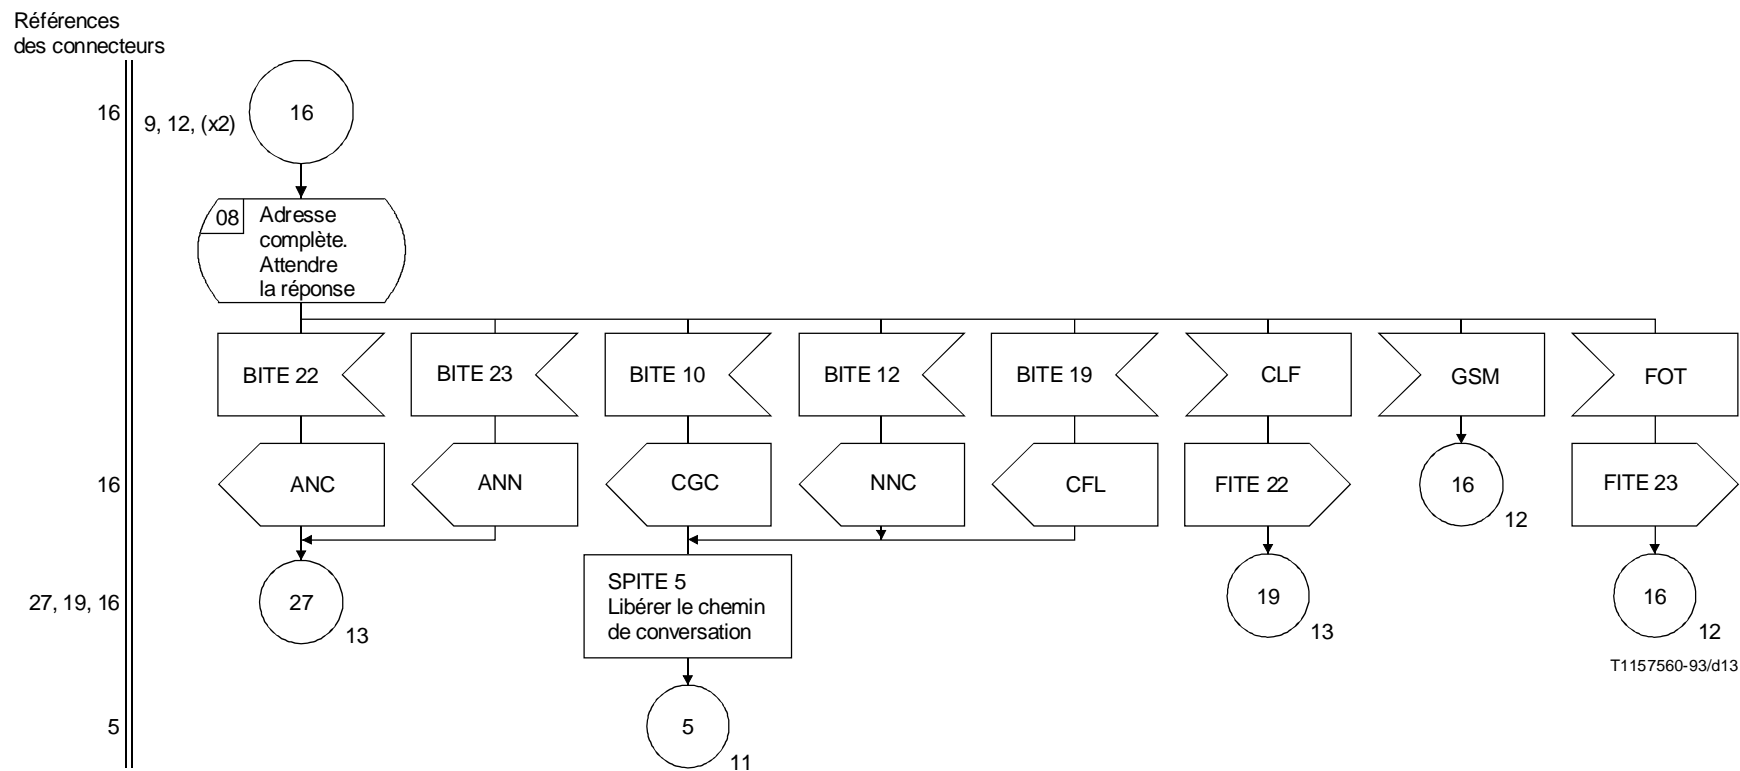 Références
des connecteurs
16
9, 12, (x2)
16
08
Adresse
complète.
Attendre
la réponse
BITE 22
BITE 23
BITE 10
BITE 12
BITE 19
CLF
GSM
FOT
16
ANC
ANN
CGC
NNC
CFL
FITE 22
16
12
FITE 23
27, 19, 16
27
13
SPITE 5
Libérer le chemin
de conversation
19
13
16
12
T1157560-93/d13
5
5
11